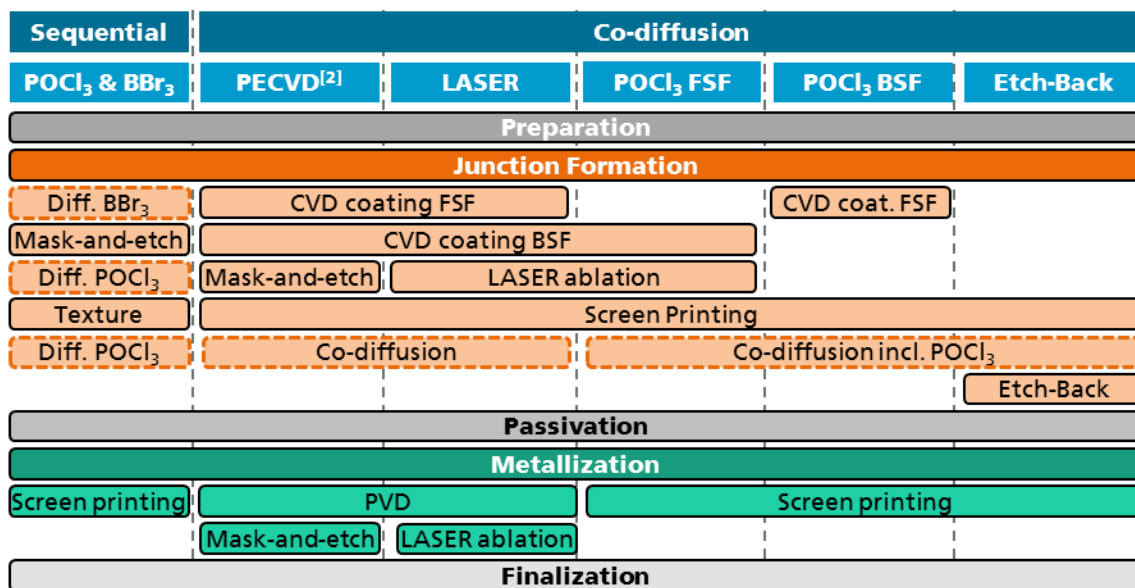 Sequential Co-diffusion
POCl₃ & BBr₃ PECVD[2] LASER POCl₃ FSF POCl₃ BSF Etch-Back
Preparation
Junction Formation
Diff. BBr₃ CVD coating FSF CVD coat. FSF
Mask-and-etch CVD coating BSF
Diff. POCl₃ Mask-and-etch LASER ablation
Texture Screen Printing
Diff. POCl₃ Co-diffusion Co-diffusion incl. POCl₃
Etch-Back
Passivation
Metallization
Screen printing PVD Screen printing
Mask-and-etch LASER ablation
Finalization